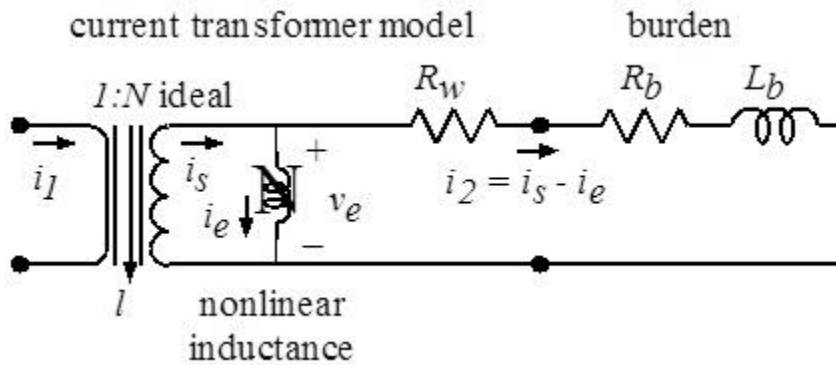 current transformer model
burden
R_w
R_b
L_b
1:N ideal
i_1
i_s
+
i_e
v_e
i_2 = i_s - i_e
−
l
nonlinear
inductance